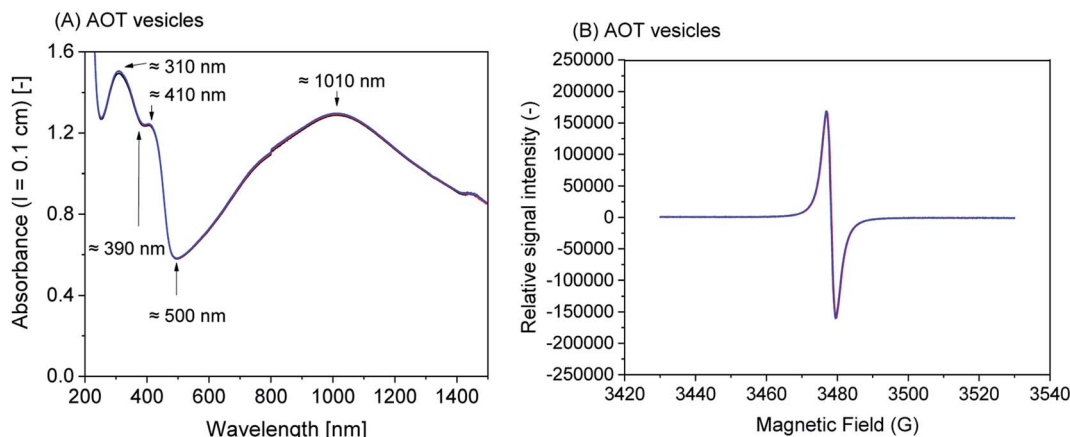 (A) AOT vesicles
1.6
1.2
0.8
0.4
0.0
Absorbance (l = 0.1 cm) [-]
≈ 310 nm
≈ 410 nm
≈ 1010 nm
≈ 390 nm
≈ 500 nm
200 400 600 800 1000 1200 1400
Wavelength [nm]
(B) AOT vesicles
250000
200000
150000
100000
50000
0
-50000
-100000
-150000
-200000
-250000
Relative signal intensity (-)
3420 3440 3460 3480 3500 3520 3540
Magnetic Field (G)